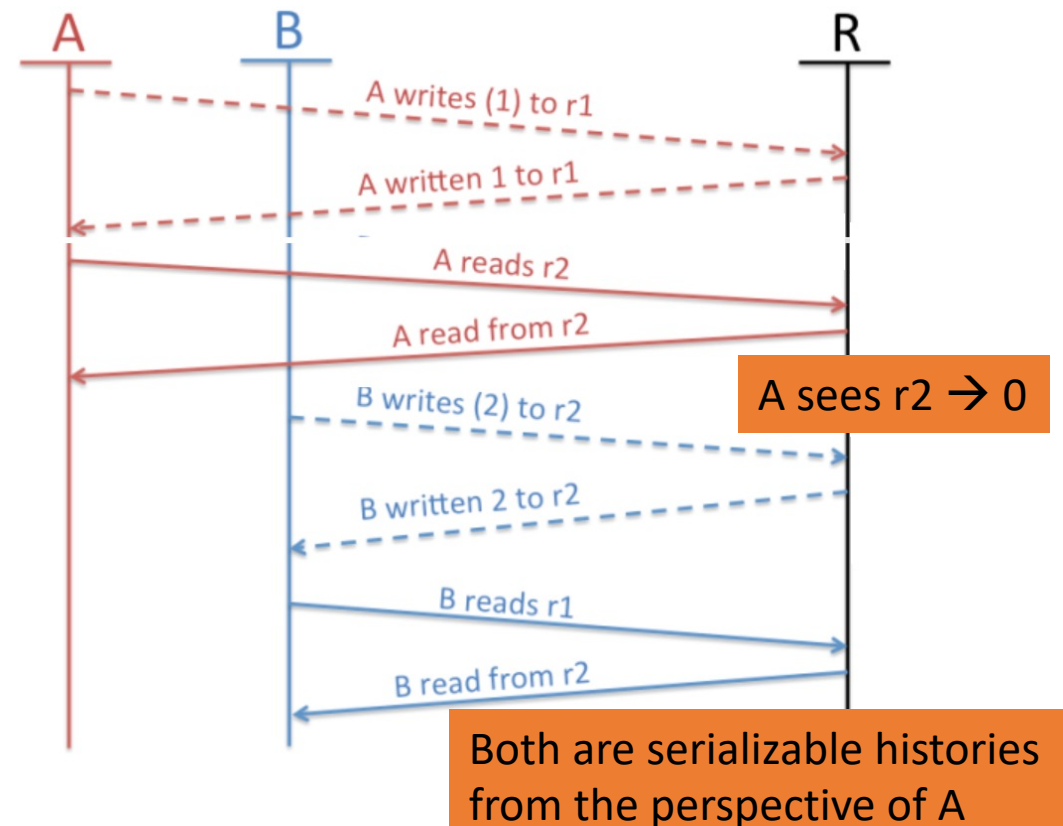 A
B
R
A writes (1) to r1
A written 1 to r1
A reads r2
A read from r2
A sees r2 → 0
B writes (2) to r2
B written 2 to r2
B reads r1
B read from r2
Both are serializable histories
from the perspective of A